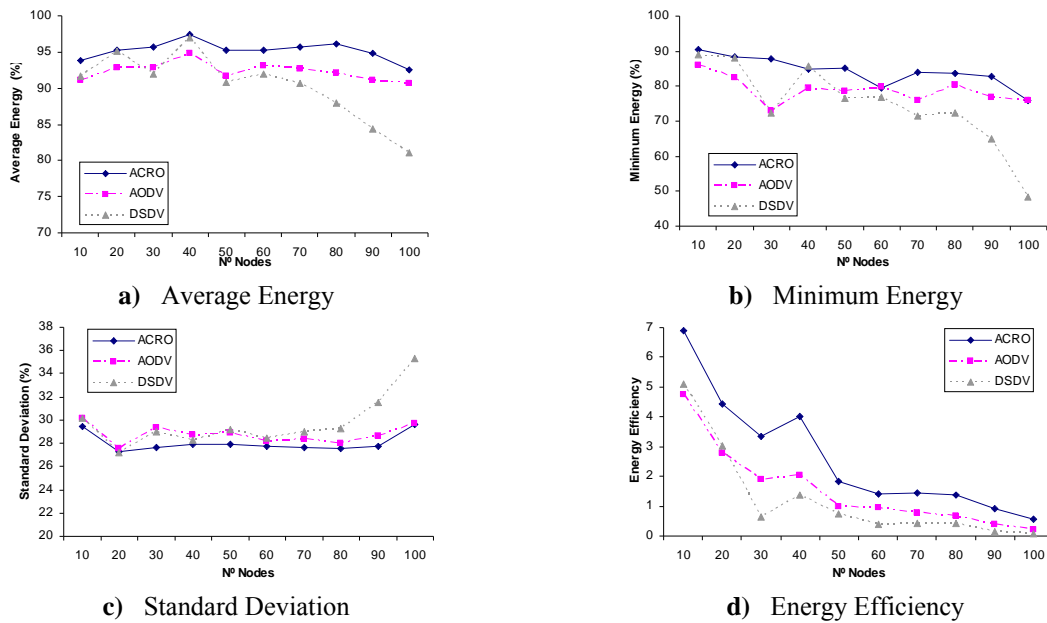 100
95
90
85
80
75
70
Average Energy (%)
ACRO
AODV
DSDV
10 20 30 40 50 60 70 80 90 100
Nº Nodes
a) Average Energy
100
90
80
70
60
50
40
Minimum Energy (%)
ACRO
AODV
DSDV
10 20 30 40 50 60 70 80 90 100
Nº Nodes
b) Minimum Energy
38
36
34
32
30
28
26
24
22
20
Standard Deviation (%)
ACRO
AODV
DSDV
10 20 30 40 50 60 70 80 90 100
Nº Nodes
c) Standard Deviation
7
6
5
4
3
2
1
0
Energy Efficiency
ACRO
AODV
DSDV
10 20 30 40 50 60 70 80 90 100
Nº Nodes
d) Energy Efficiency